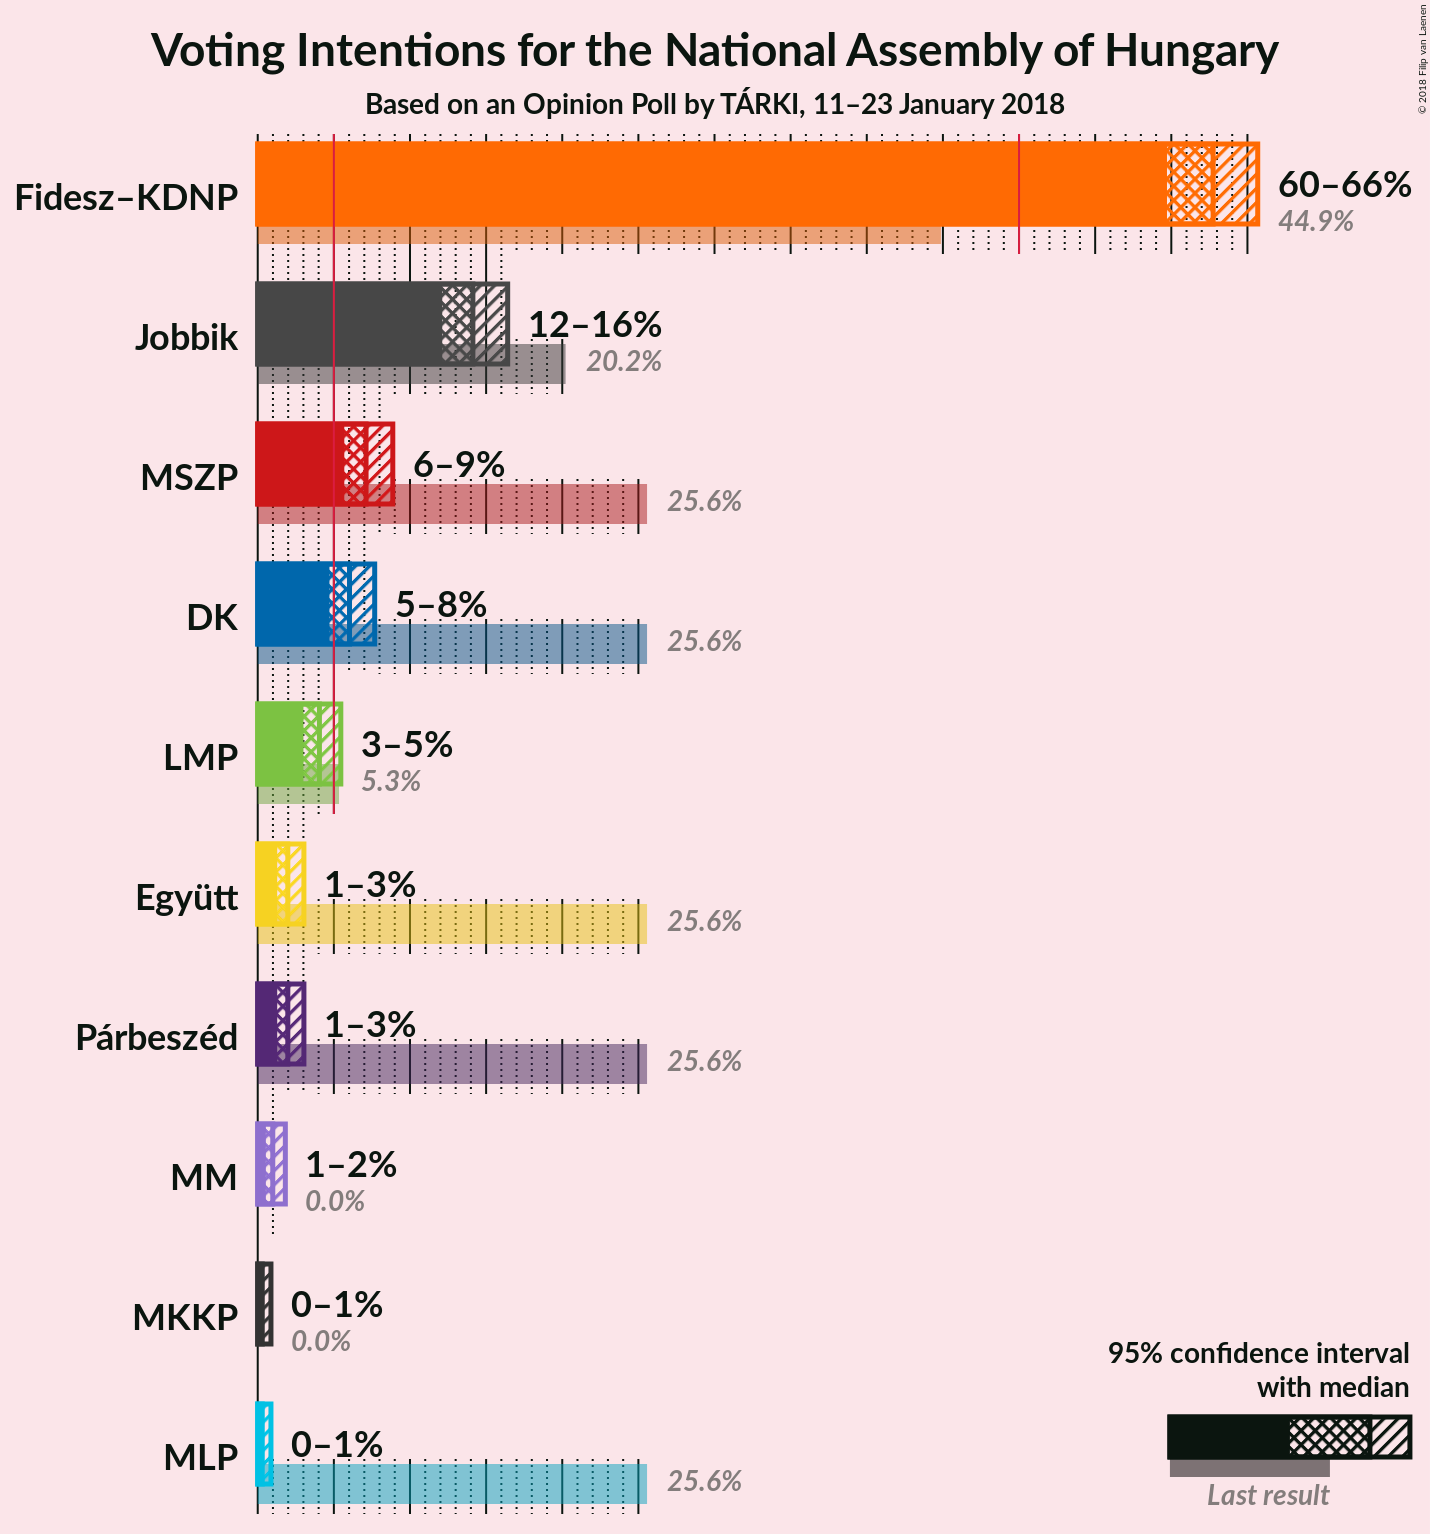 Voting Intentions for the National Assembly of Hungary
Based on an Opinion Poll by TÁRKI, 11–23 January 2018
© 2018 Filip van Laenen
Fidesz–KDNP
60–66%
44.9%
Jobbik
12–16%
20.2%
MSZP
6–9%
25.6%
DK
5–8%
25.6%
LMP
3–5%
5.3%
Együtt
1–3%
25.6%
Párbeszéd
1–3%
25.6%
MM
1–2%
0.0%
MKKP
0–1%
0.0%
MLP
0–1%
25.6%
95% confidence interval
with median
Last result